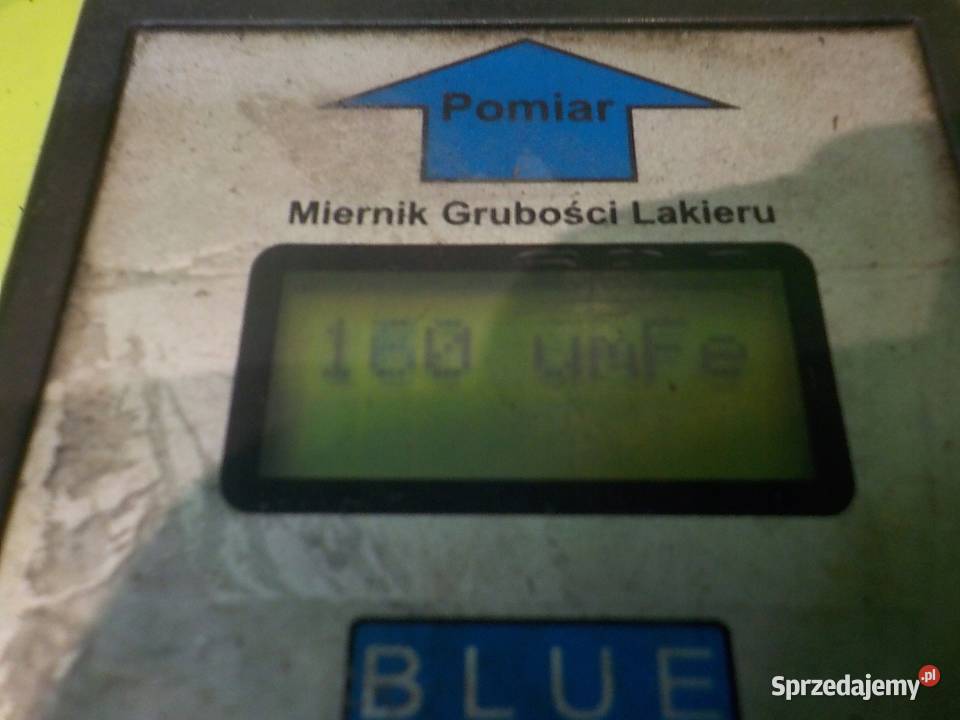 Pomiar
Miernik Grubości Lakieru
160 umFe
BLUE
Sprzedajemy.pl